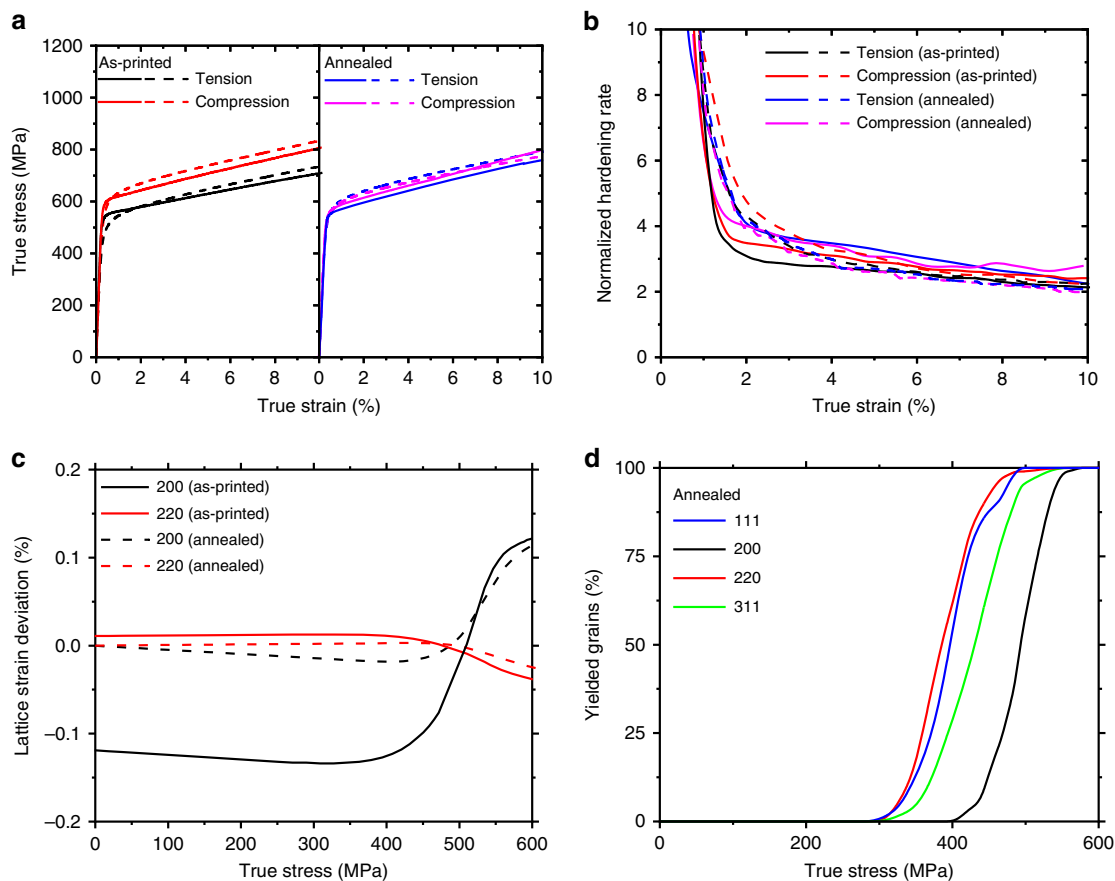 a
As-printed
Tension
Compression
Annealed
Tension
Compression
True stress (MPa)
1200
1000
800
600
400
200
0
0 2 4 6 8 0 2 4 6 8 10
True strain (%)
b
Tension (as-printed)
Compression (as-printed)
Tension (annealed)
Compression (annealed)
Normalized hardening rate
10
8
6
4
2
0
0 2 4 6 8 10
True strain (%)
c
200 (as-printed)
220 (as-printed)
200 (annealed)
220 (annealed)
Lattice strain deviation (%)
0.2
0.1
0.0
–0.1
–0.2
0 100 200 300 400 500 600
True stress (MPa)
d
Annealed
111
200
220
311
Yielded grains (%)
100
75
50
25
0
0 200 400 600
True stress (MPa)